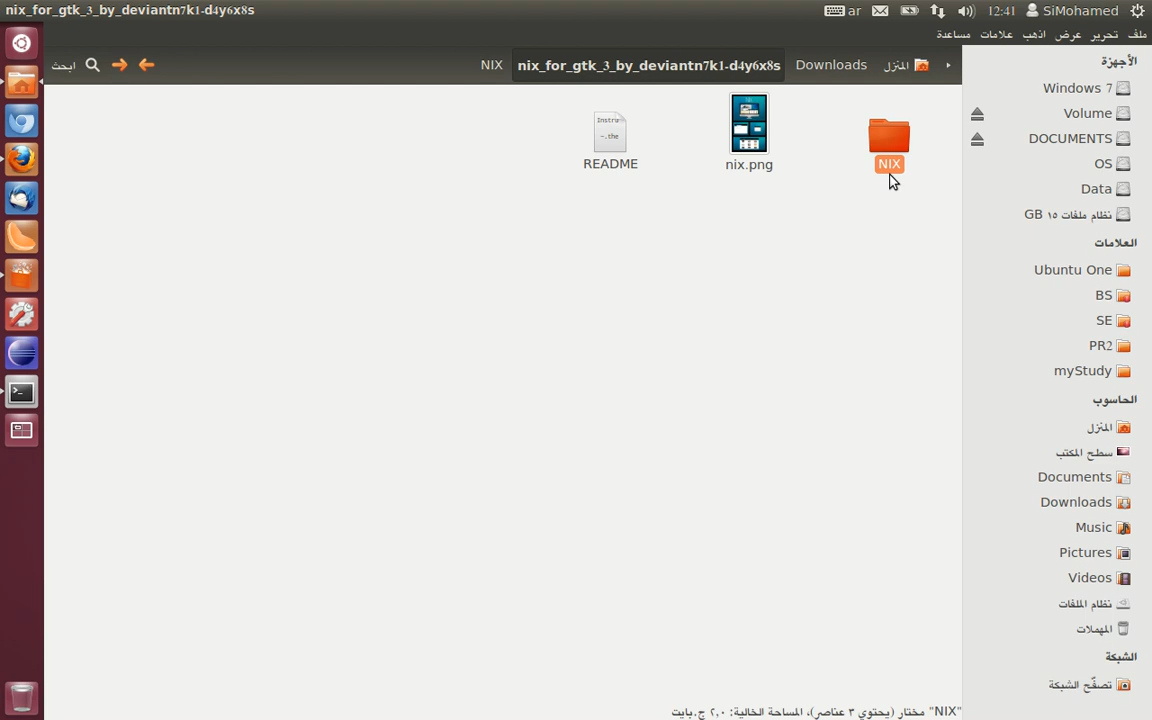 nix_for_gtk_3_by_deviantn7k1-d4y6x8s
ar
12:41
SiMohamed
ملف تحرير عرض اذهب علامات مساعدة
المنزل
Downloads
nix_for_gtk_3_by_deviantn7k1-d4y6x8s
NIX
ابحث
NIX
nix.png
Instru
~.the
README
الأجهزة
Windows 7
Volume
DOCUMENTS
OS
Data
نظام ملفات ١٥ GB
العلامات
Ubuntu One
BS
SE
PR2
myStudy
الحاسوب
المنزل
سطح المكتب
Documents
Downloads
Music
Pictures
Videos
نظام الملفات
المهملات
الشبكة
تصفّح الشبكة
"NIX" مختار (يحتوي ٣ عناصر)، المساحة الخالية: ٢٫٠ ج.بايت